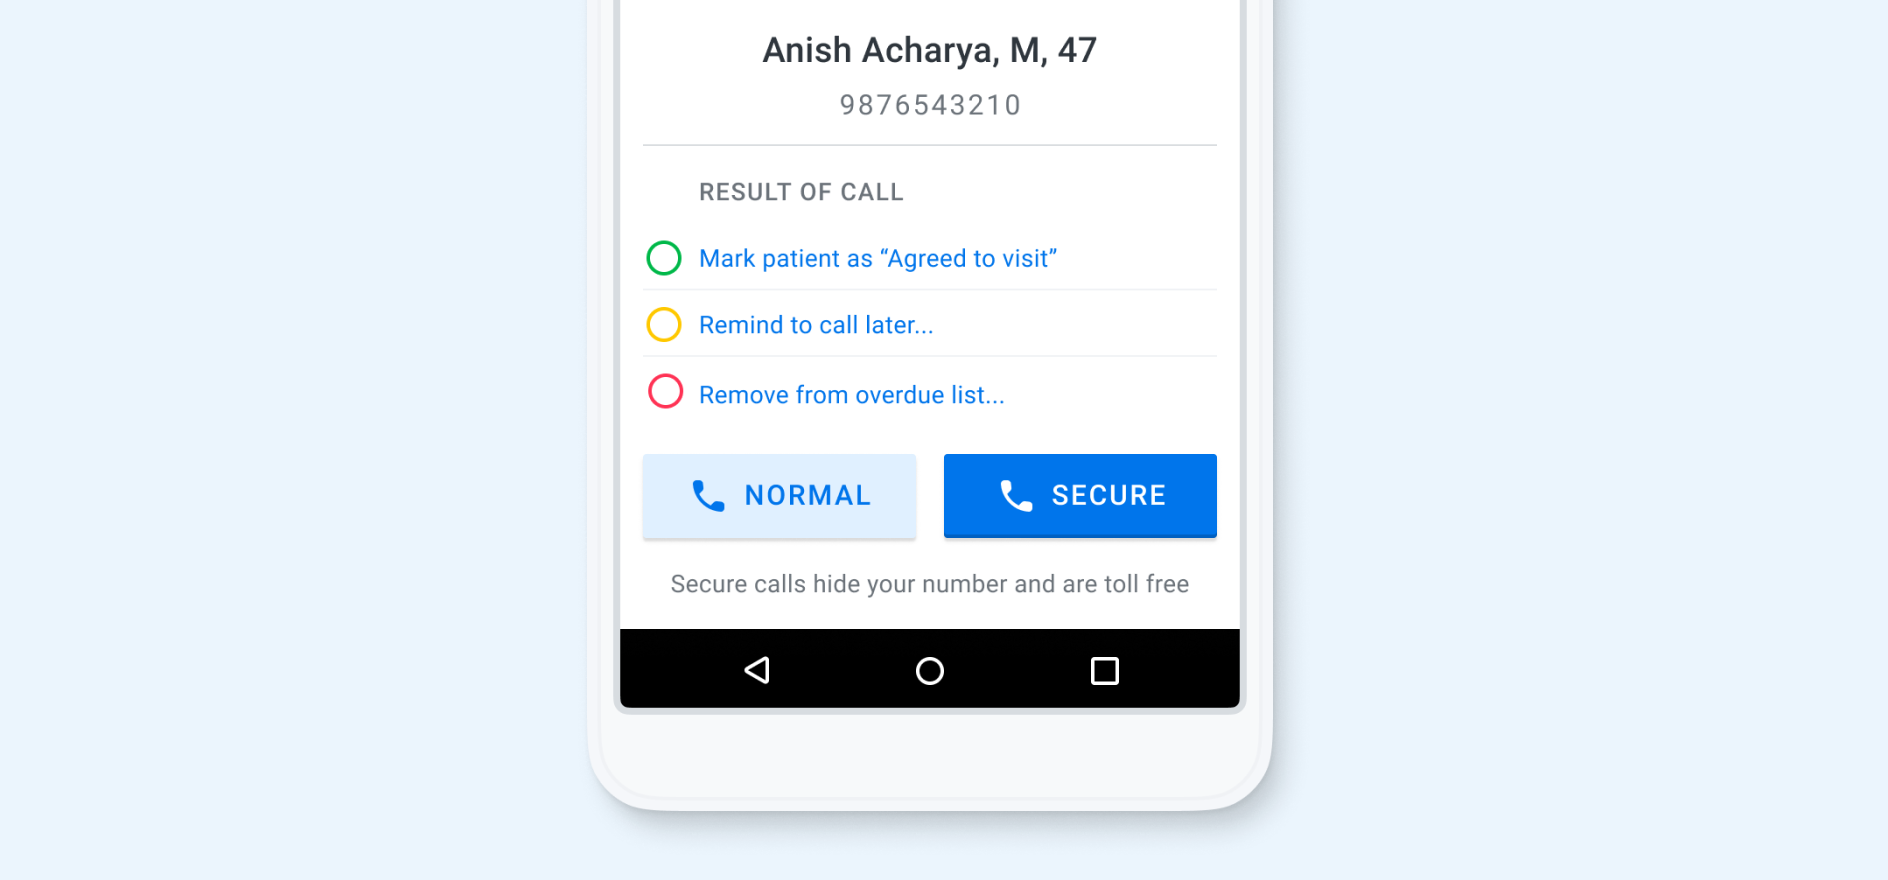 Anish Acharya, M, 47
9876543210
RESULT OF CALL
Mark patient as “Agreed to visit”
Remind to call later...
Remove from overdue list...
NORMAL
SECURE
Secure calls hide your number and are toll free